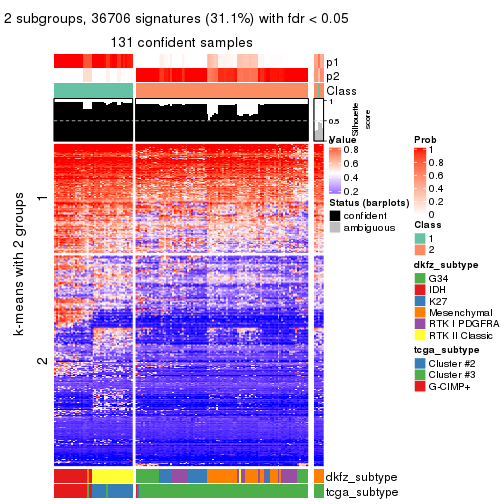 2 subgroups, 36706 signatures (31.1%) with fdr < 0.05
131 confident samples
p1
p2
Class
1
0.5
0
Silhouette
score
k-means with 2 groups
1
2
dkfz_subtype
tcga_subtype
Value
0.8
0.6
0.4
0.2
Status (barplots)
confident
ambiguous
Prob
1
0.8
0.6
0.4
0.2
0
Class
1
2
dkfz_subtype
G34
IDH
K27
Mesenchymal
RTK I PDGFRA
RTK II Classic
tcga_subtype
Cluster #2
Cluster #3
G-CIMP+